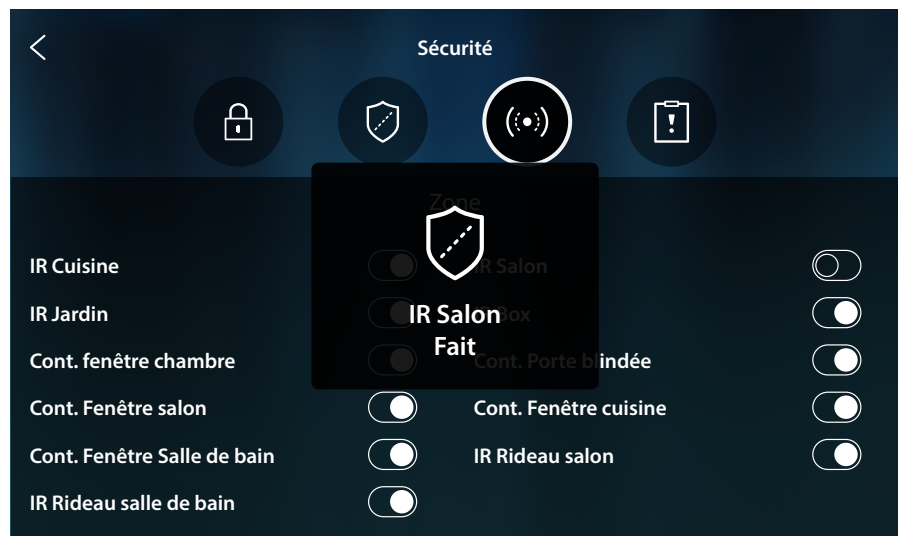 Sécurité
Zone
IR Cuisine
IR Salon
IR Jardin
IR Box
Cont. fenêtre chambre
Cont. Porte blindée
Cont. Fenêtre salon
Cont. Fenêtre cuisine
Cont. Fenêtre Salle de bain
IR Rideau salon
IR Rideau salle de bain
IR Salon
Fait